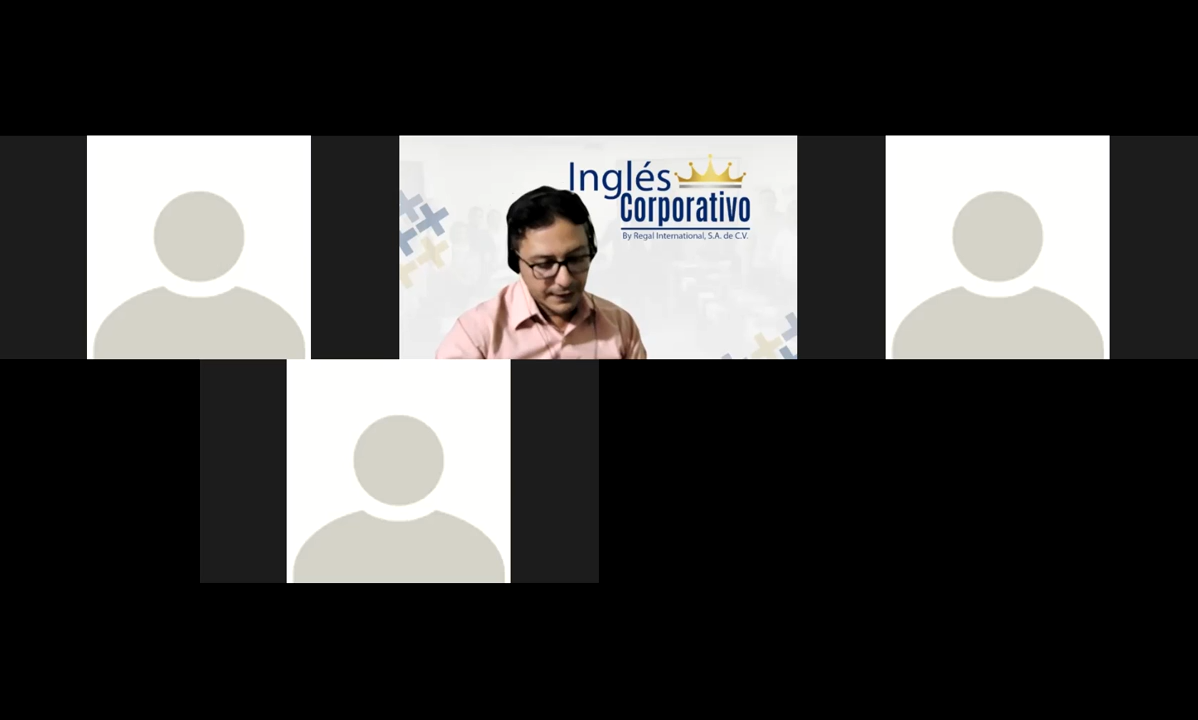 Inglés
Corporativo
By Regal International, S.A. de C.V.